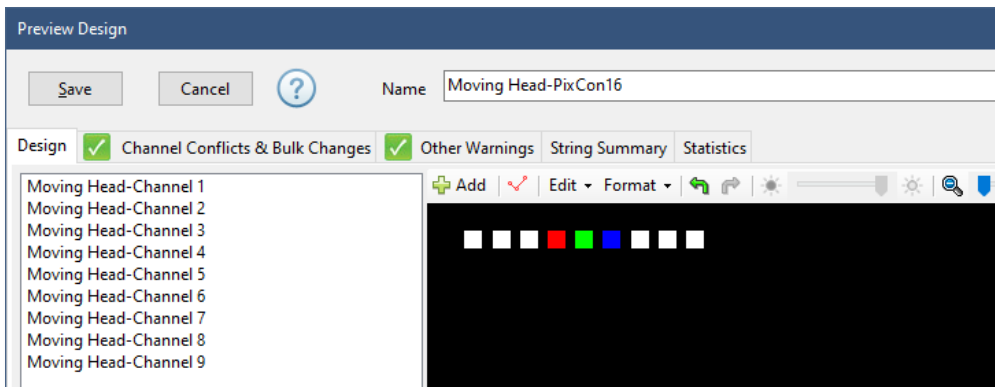 Preview Design
Save Cancel ? Name Moving Head-PixCon16
Design Channel Conflicts & Bulk Changes Other Warnings String Summary Statistics
Add Edit Format
Moving Head-Channel 1
Moving Head-Channel 2
Moving Head-Channel 3
Moving Head-Channel 4
Moving Head-Channel 5
Moving Head-Channel 6
Moving Head-Channel 7
Moving Head-Channel 8
Moving Head-Channel 9